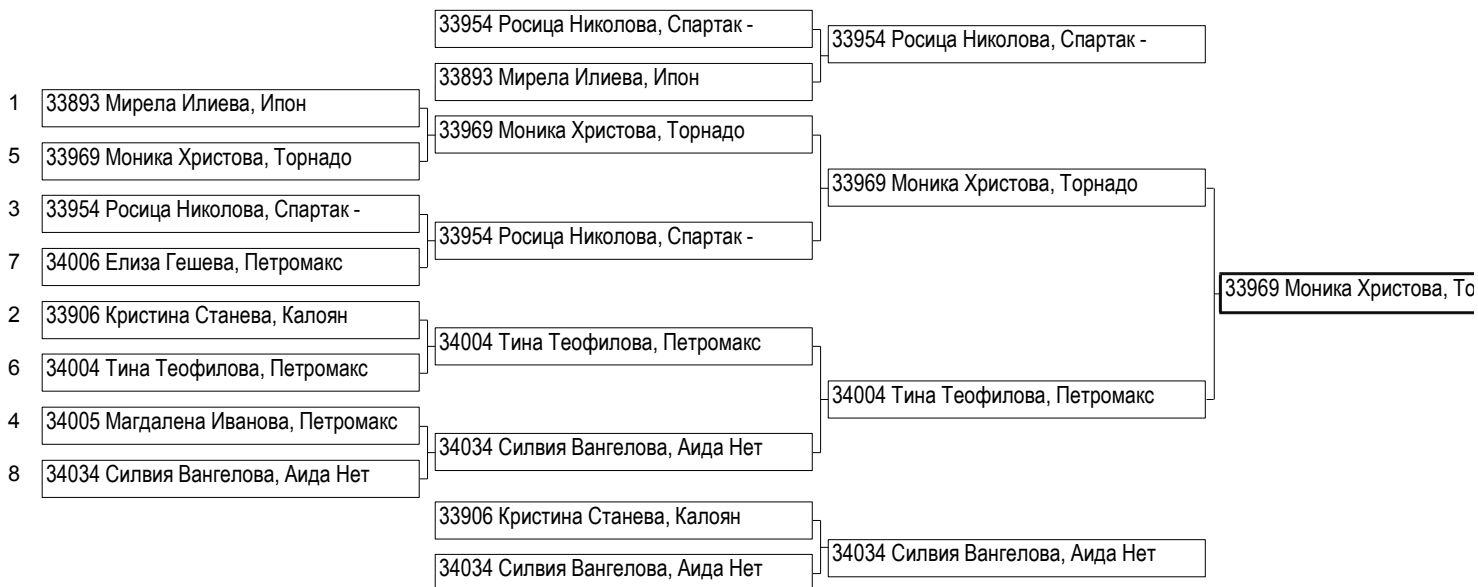 33954 Росица Николова, Спартак -
33954 Росица Николова, Спартак -
33893 Мирела Илиева, Ипон
1 33893 Мирела Илиева, Ипон
33969 Моника Христова, Торнадо
5 33969 Моника Христова, Торнадо
33969 Моника Христова, Торнадо
3 33954 Росица Николова, Спартак -
33954 Росица Николова, Спартак -
7 34006 Елиза Гешева, Петромакс
33969 Моника Христова, То
2 33906 Кристина Станева, Калоян
34004 Тина Теофилова, Петромакс
6 34004 Тина Теофилова, Петромакс
34004 Тина Теофилова, Петромакс
4 34005 Магдалена Иванова, Петромакс
34034 Силвия Вангелова, Аида Нет
8 34034 Силвия Вангелова, Аида Нет
33906 Кристина Станева, Калоян
34034 Силвия Вангелова, Аида Нет
34034 Силвия Вангелова, Аида Нет